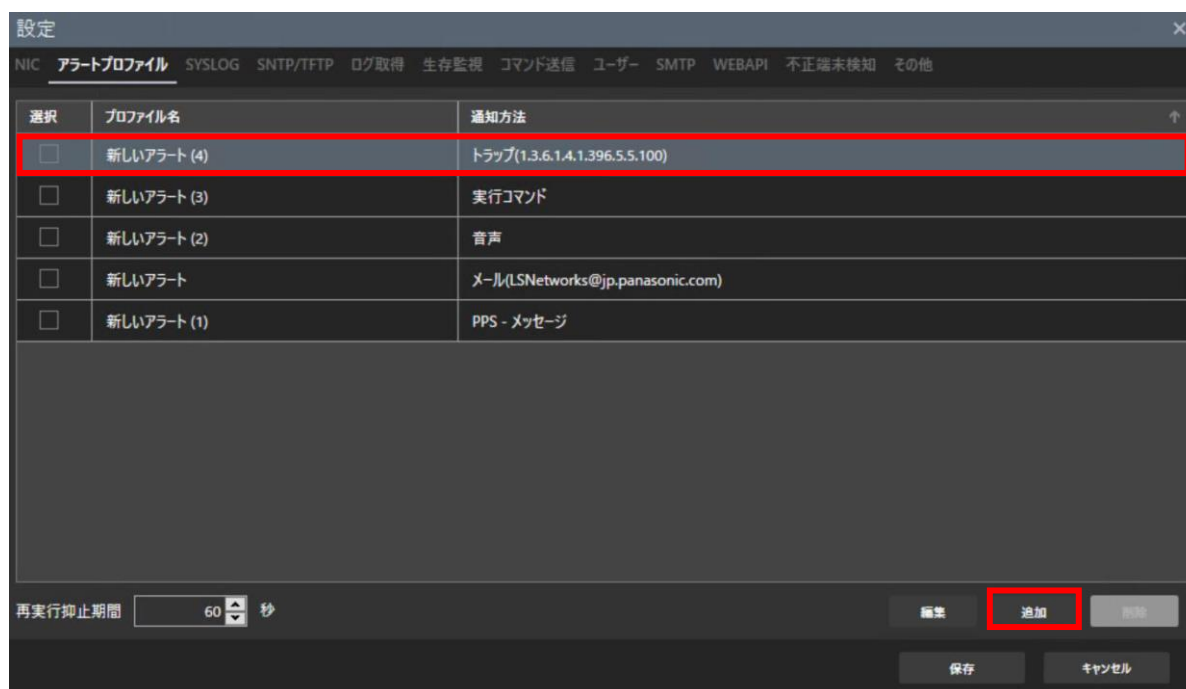 設定
NIC アラートプロファイル SYSLOG SNTP/TFTP ログ取得 生存監視 コマンド送信 ユーザー SMTP WEBAPI 不正端末検知 その他
選択 プロファイル名 通知方法
新しいアラート (4) トラップ(1.3.6.1.4.1.396.5.5.100)
新しいアラート (3) 実行コマンド
新しいアラート (2) 音声
新しいアラート メール(LSNetworks@jp.panasonic.com)
新しいアラート (1) PPS - メッセージ
再実行抑止期間 60 秒 編集 追加 削除
保存 キャンセル